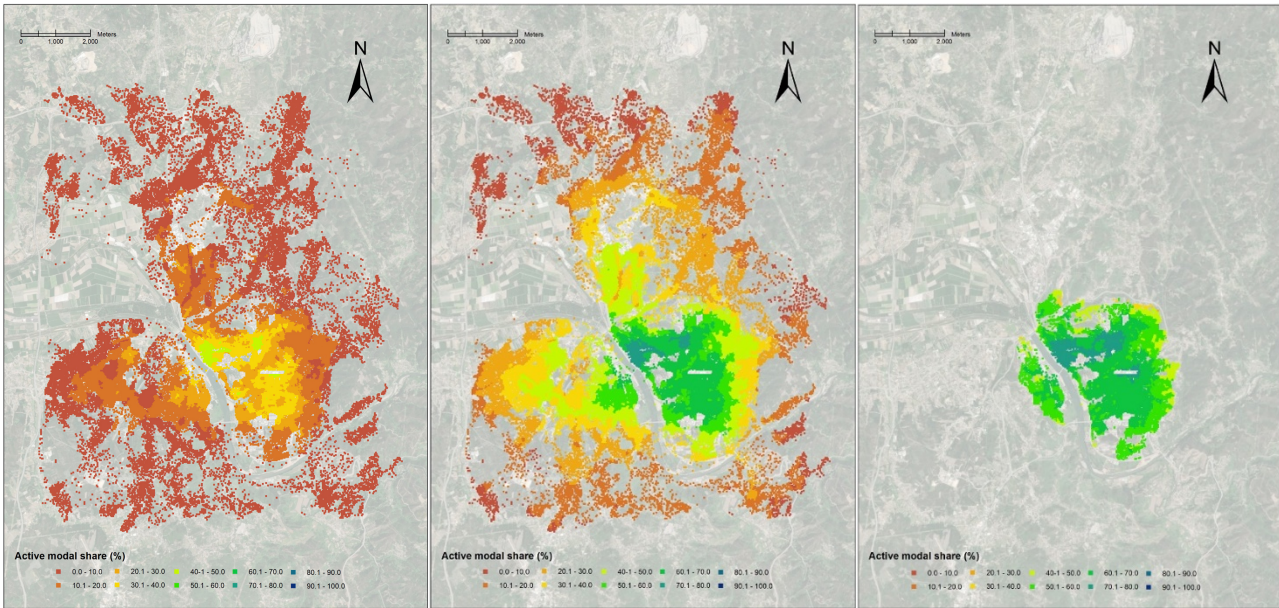 Meters
0 1,000 2,000
N
Active modal share (%)
0.0 - 10.0 20.1 - 30.0 40-1 - 50.0 60.1 - 70.0 80.1 - 90.0
10.1 - 20.0 30.1 - 40.0 50.1 - 60.0 70.1 - 80.0 90.1 - 100.0
Meters
0 1,000 2,000
N
Active modal share (%)
0.0 - 10.0 20.1 - 30.0 40-1 - 50.0 60.1 - 70.0 80.1 - 90.0
10.1 - 20.0 30.1 - 40.0 50.1 - 60.0 70.1 - 80.0 90.1 - 100.0
Meters
0 1,000 2,000
N
Active modal share (%)
0.0 - 10.0 20.1 - 30.0 40-1 - 50.0 60.1 - 70.0 80.1 - 90.0
10.1 - 20.0 30.1 - 40.0 50.1 - 60.0 70.1 - 80.0 90.1 - 100.0